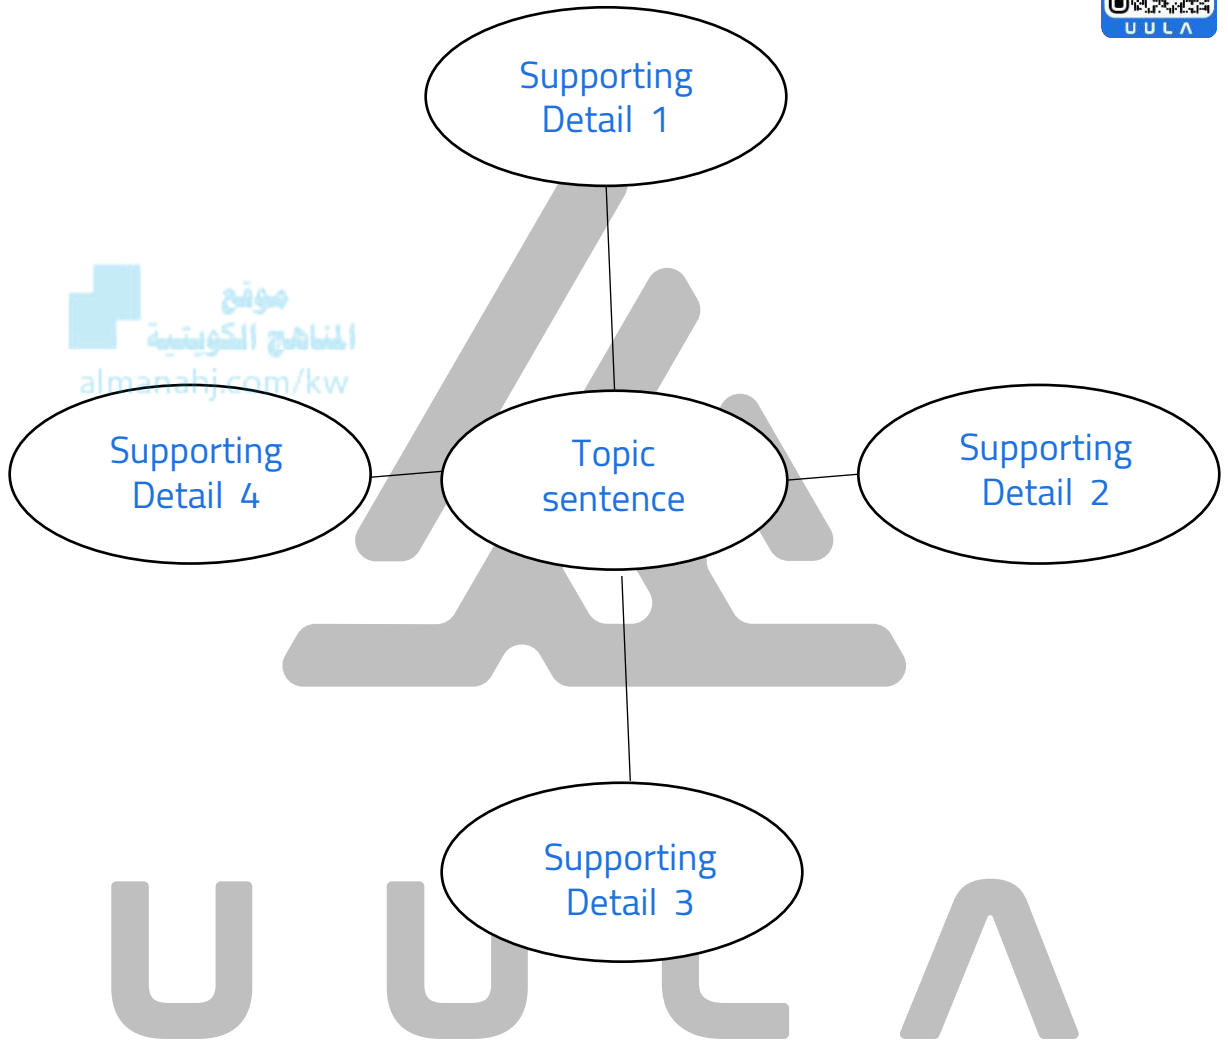 UULA
Supporting
Detail 1
موقع
المناهج الكويتية
almanahj.com/kw
Supporting
Detail 4
Topic
sentence
Supporting
Detail 2
Supporting
Detail 3
UULA